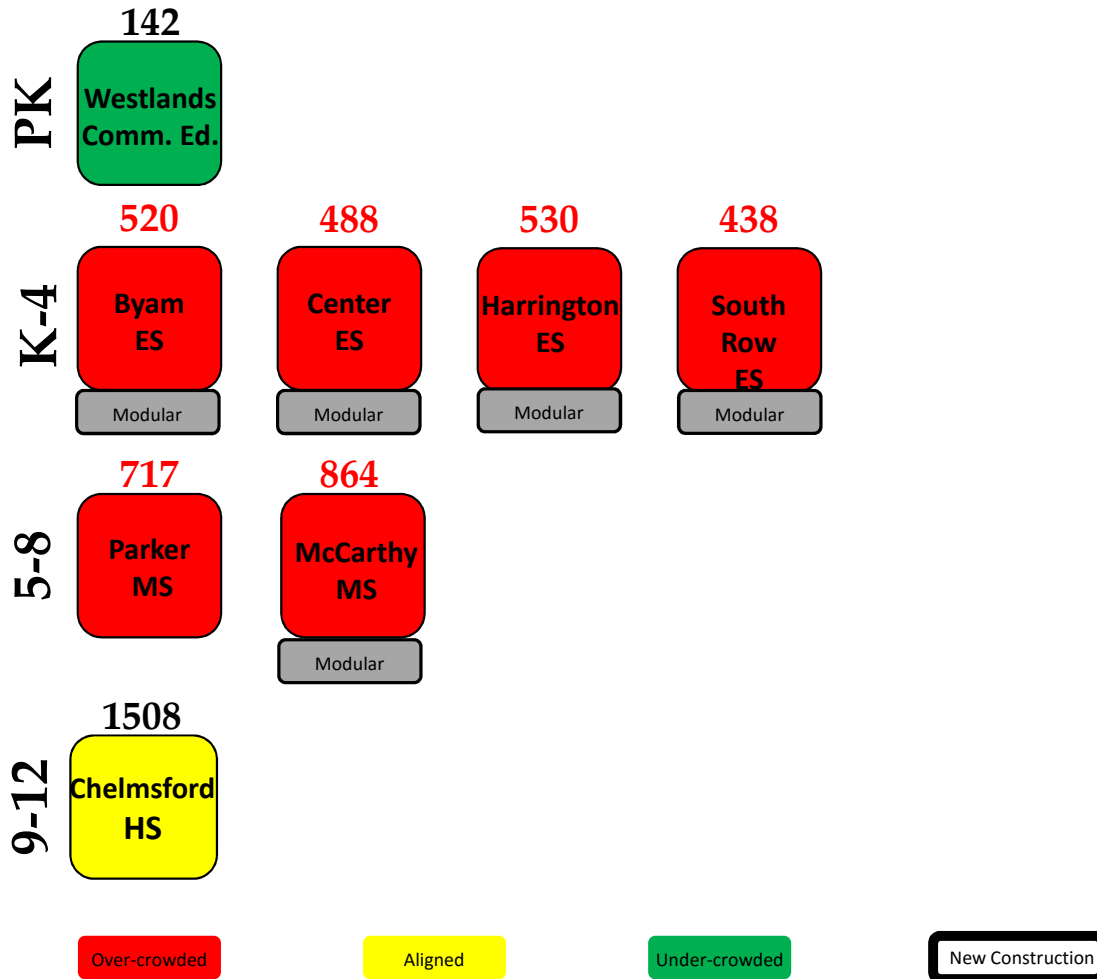 142
PK
Westlands
Comm. Ed.
520
488
530
438
K-4
Byam
ES
Center
ES
Harrington
ES
South
Row
ES
Modular
Modular
Modular
Modular
717
864
5-8
Parker
MS
McCarthy
MS
Modular
1508
9-12
Chelmsford
HS
Over-crowded
Aligned
Under-crowded
New Construction